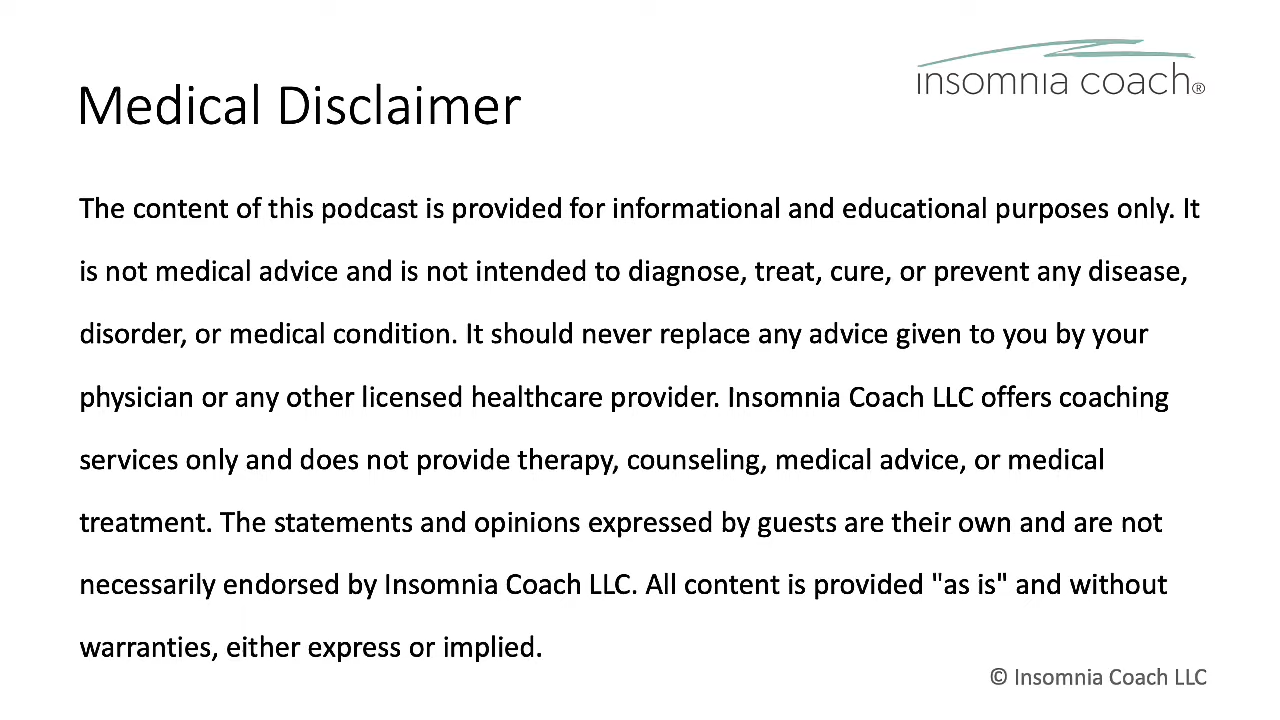 insomnia coach®
Medical Disclaimer
The content of this podcast is provided for informational and educational purposes only. It
is not medical advice and is not intended to diagnose, treat, cure, or prevent any disease,
disorder, or medical condition. It should never replace any advice given to you by your
physician or any other licensed healthcare provider. Insomnia Coach LLC offers coaching
services only and does not provide therapy, counseling, medical advice, or medical
treatment. The statements and opinions expressed by guests are their own and are not
necessarily endorsed by Insomnia Coach LLC. All content is provided "as is" and without
warranties, either express or implied.
© Insomnia Coach LLC